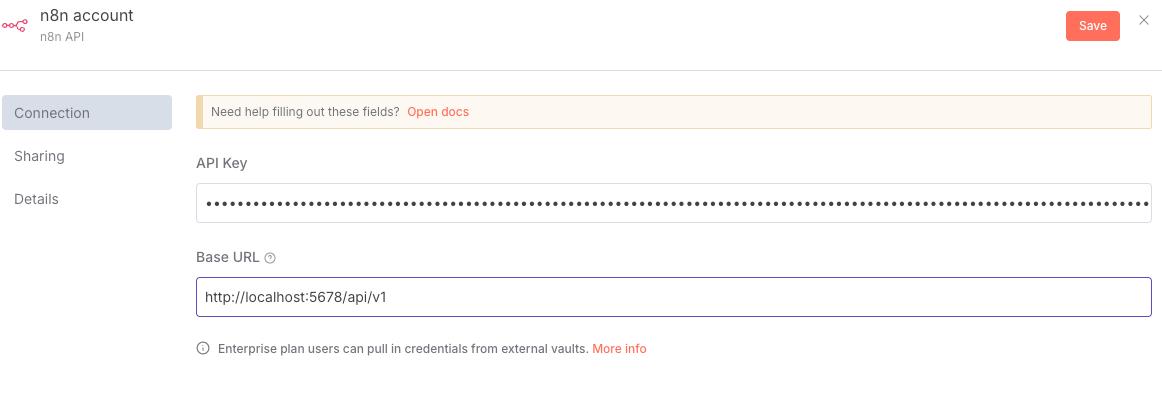 n8n account
n8n API
Save
Connection
Sharing
Details
Need help filling out these fields? Open docs
API Key
••••••••••••••••••••••••••••••••••••••••••••••••••••••••••••••••••••••••••••••••••••••••••••••••••••••••••••••••••••••••
Base URL
http://localhost:5678/api/v1
Enterprise plan users can pull in credentials from external vaults. More info